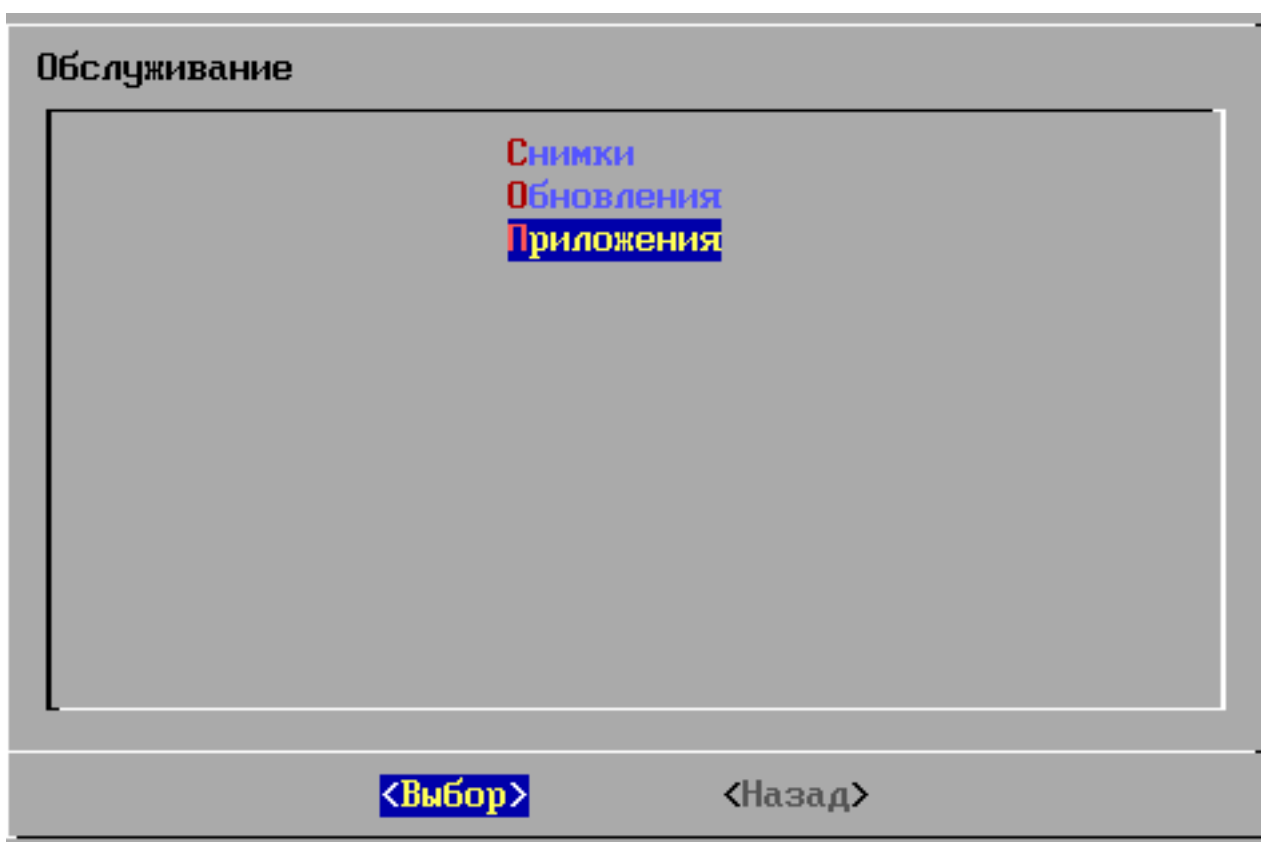 Обслуживание
Снимки
Обновления
Приложения
<Выбор> <Назад>